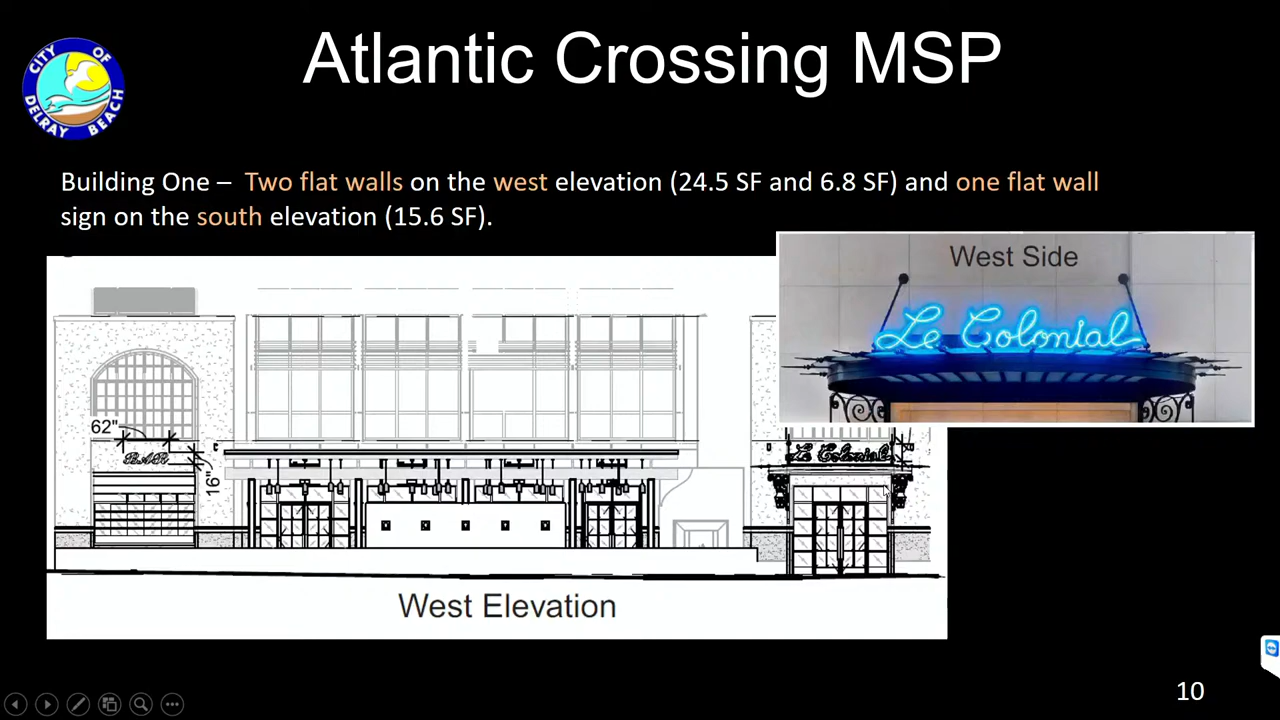 Atlantic Crossing MSP
CITY OF
DELRAY BEACH
Building One – Two flat walls on the west elevation (24.5 SF and 6.8 SF) and one flat wall
sign on the south elevation (15.6 SF).
West Side
Le Colonial
62"
BAR
16"
Le Colonial
West Elevation
10